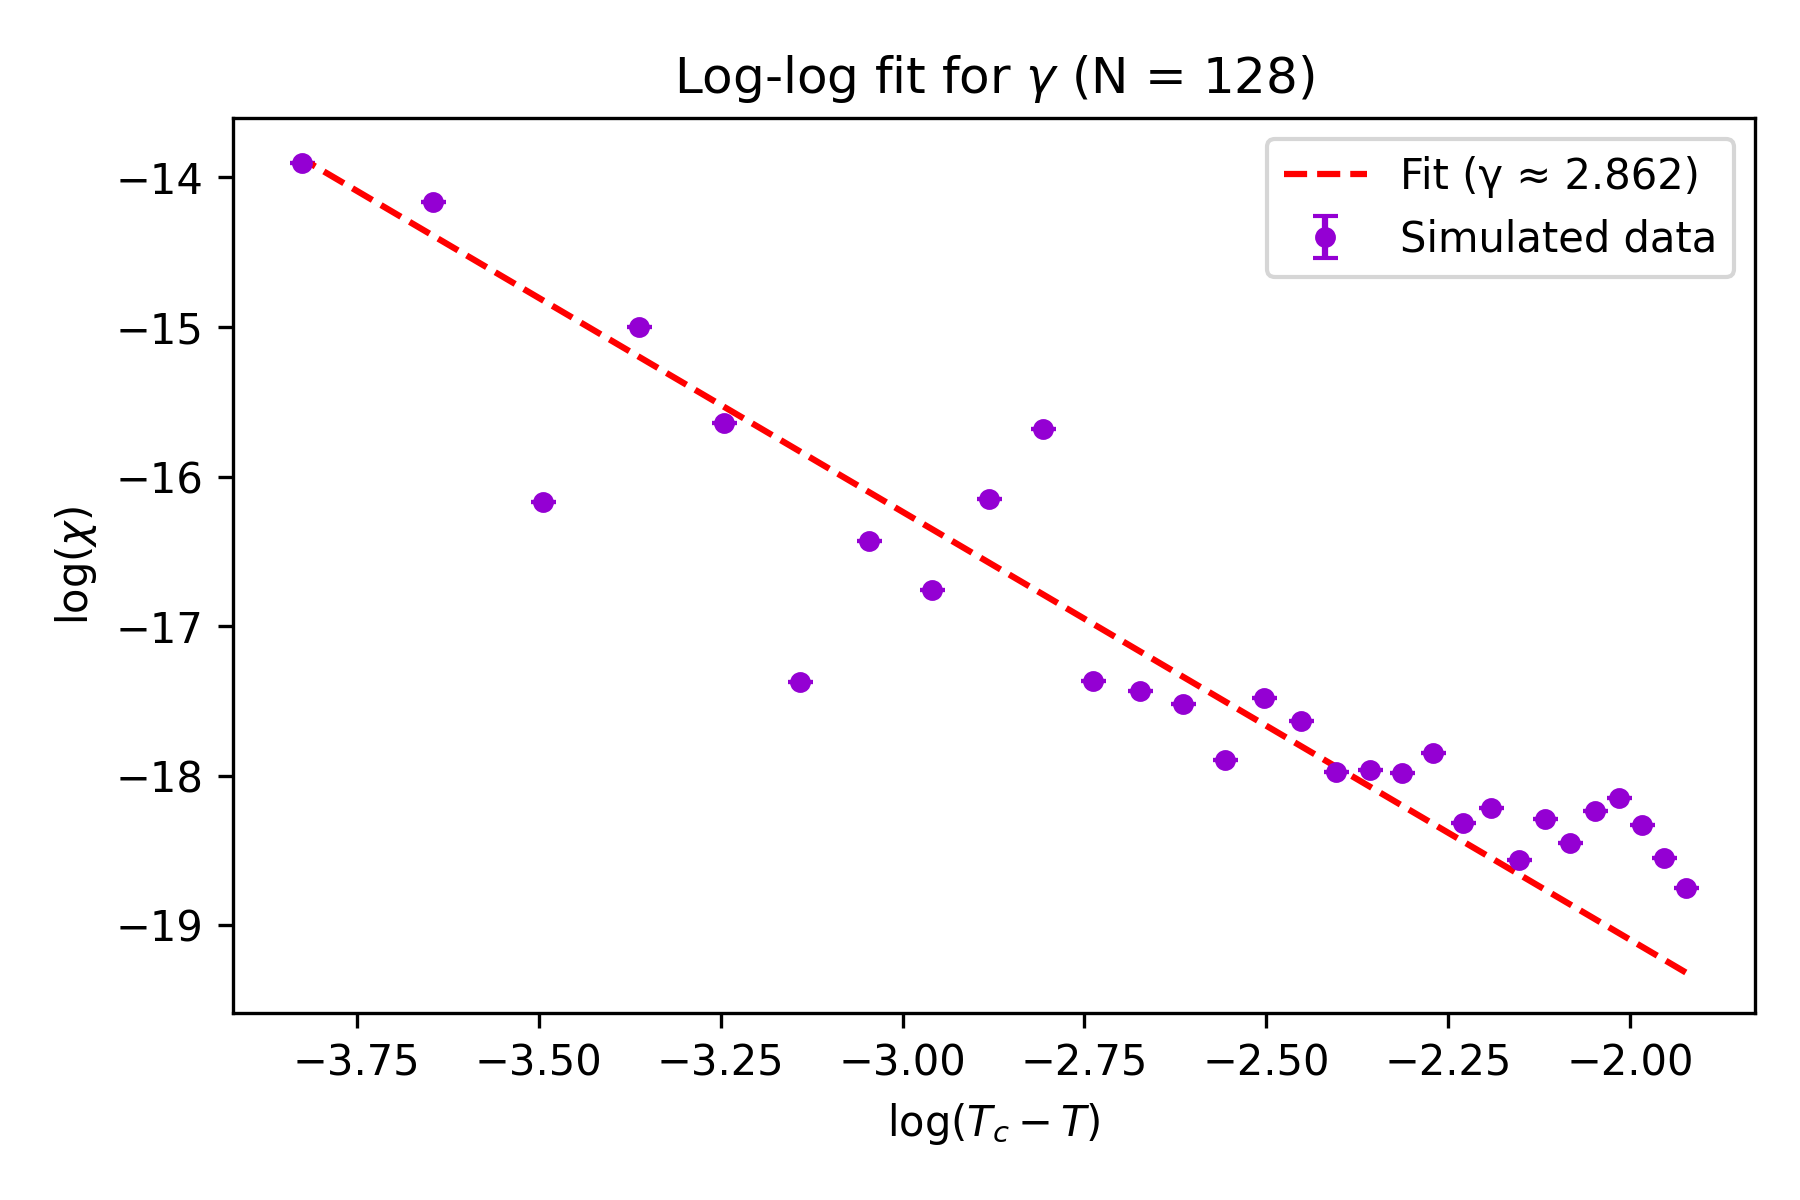 Log-log fit for γ (N = 128)
Fit (γ ≈ 2.862)
Simulated data
log(χ)
−14
−15
−16
−17
−18
−19
−3.75 −3.50 −3.25 −3.00 −2.75 −2.50 −2.25 −2.00
log(T_c − T)